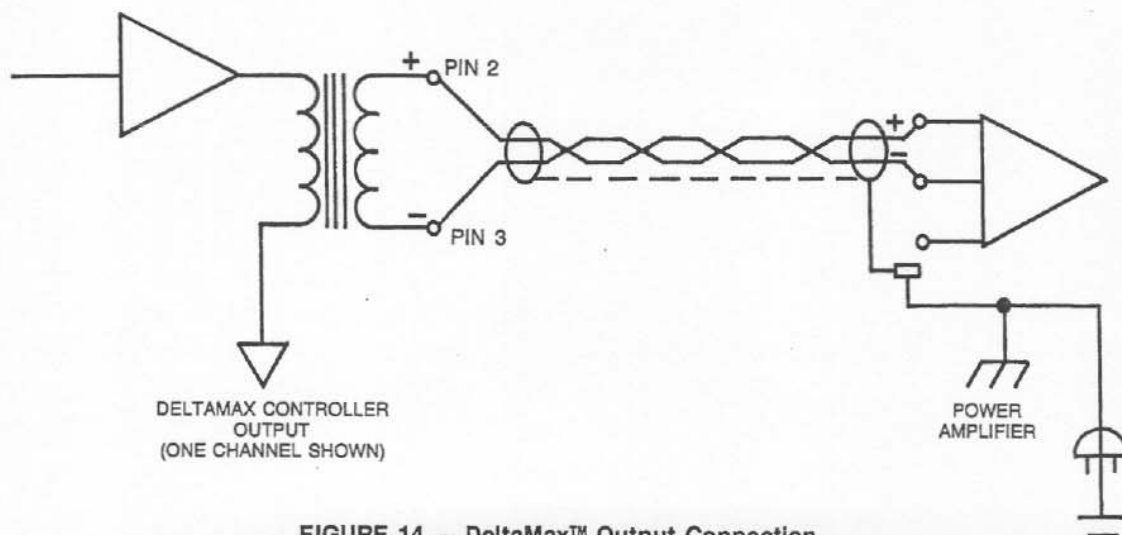 +
PIN 2
+
-
-
PIN 3
DELTAMAX CONTROLLER
OUTPUT
(ONE CHANNEL SHOWN)
POWER
AMPLIFIER
FIGURE 14 — DeltaMax™ Output Connection